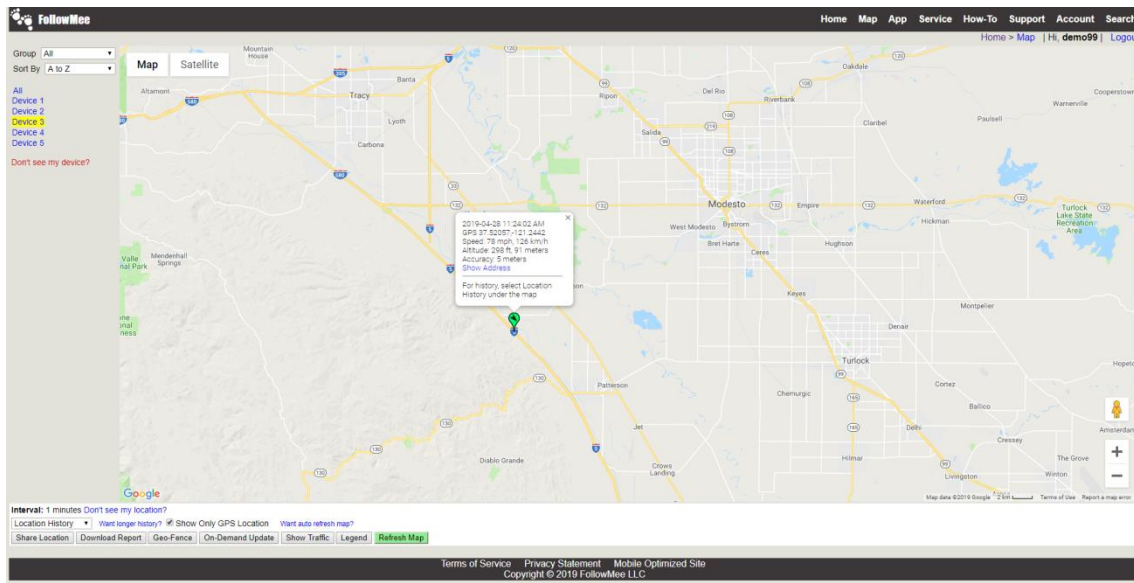 FollowMee
Home Map App Service How-To Support Account Search
Home > Map | Hi, demo99 | Logout
Group All
Sort By A to Z
All
Device 1
Device 2
Device 3
Device 4
Device 5
Don't see my device?
Map Satellite
Mountain House
Altamont
Tracy
Banta
Lyoth
Carbona
Ripon
Del Rio
Riverbank
Oakdale
Cooperstown
Warnerville
Paulsell
Claribel
Salida
Modesto
Empire
Waterford
Hickman
Turlock Lake State Recreation Area
West Modesto
Bystrom
Bret Harte
Ceres
Hughson
Keyes
Montpelier
Denair
Turlock
Mendenhall Springs
Patterson
Chemurgic
Cortez
Ballico
Jet
Crows Landing
Diablo Grande
Hilmar
Delhi
Cressey
The Grove
Winton
Livingston
Amsterdam
2019-04-28 11:24:02 AM
GPS 37.52057,-121.2442
Speed: 78 mph, 126 km/h
Altitude: 298 ft, 91 meters
Accuracy: 5 meters
Show Address
For history, select Location
History under the map
Google
Map data ©2019 Google 2 km Terms of Use Report a map error
Interval: 1 minutes Don't see my location?
Location History Want longer history? Show Only GPS Location Want auto refresh map?
Share Location Download Report Geo-Fence On-Demand Update Show Traffic Legend Refresh Map
Terms of Service Privacy Statement Mobile Optimized Site
Copyright © 2019 FollowMee LLC